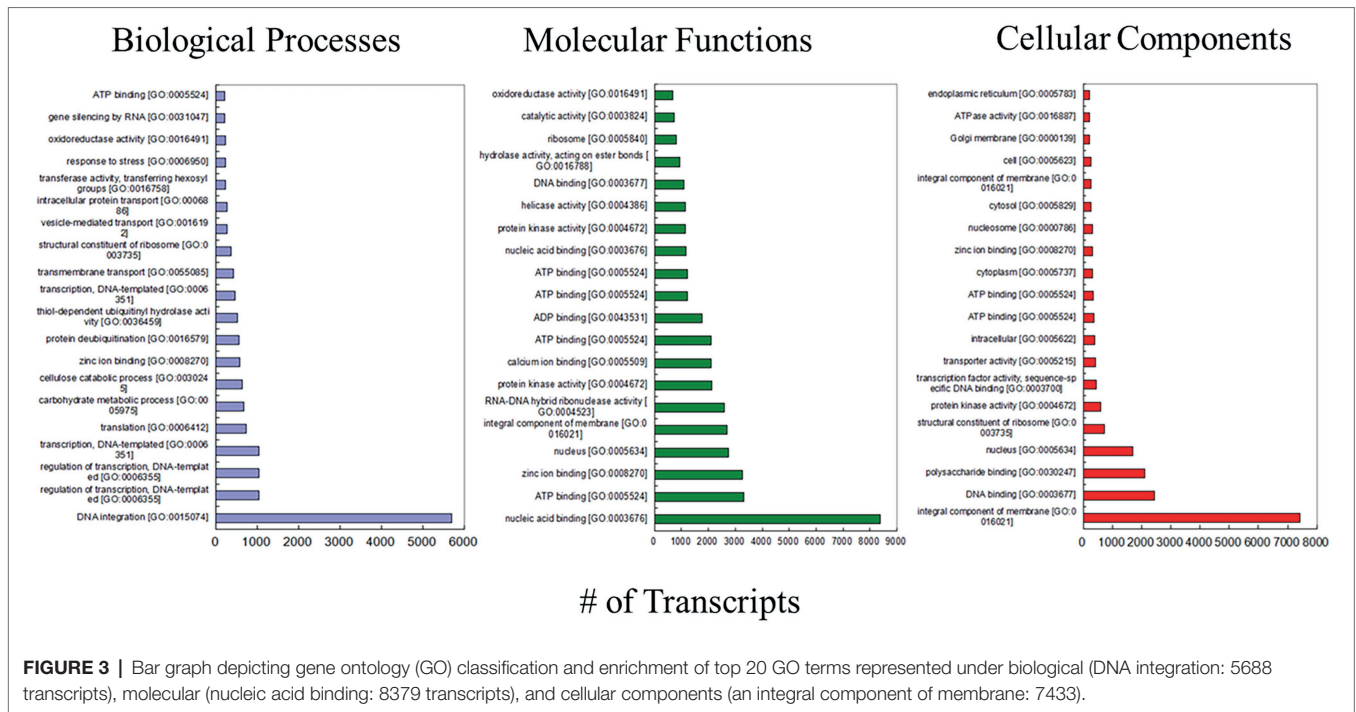 Biological Processes
ATP binding [GO:0005524]
gene silencing by RNA [GO:0031047]
oxidoreductase activity [GO:0016491]
response to stress [GO:0006950]
transferase activity, transferring hexosyl
groups [GO:0016758]
intracellular protein transport [GO:00068
86]
vesicle-mediated transport [GO:001619
2]
structural constituent of ribosome [GO:0
003735]
transmembrane transport [GO:0055085]
transcription, DNA-templated [GO:0006
351]
thiol-dependent ubiquitinyl hydrolase acti
vity [GO:0036459]
protein deubiquitination [GO:0016579]
zinc ion binding [GO:0008270]
cellulose catabolic process [GO:003024
5]
carbohydrate metabolic process [GO:00
05975]
translation [GO:0006412]
transcription, DNA-templated [GO:0006
351]
regulation of transcription, DNA-templat
ed [GO:0006355]
regulation of transcription, DNA-templat
ed [GO:0006355]
DNA integration [GO:0015074]
0 1000 2000 3000 4000 5000 6000
Molecular Functions
oxidoreductase activity [GO:0016491]
catalytic activity [GO:0003824]
ribosome [GO:0005840]
hydrolase activity, acting on ester bonds [
GO:0016788]
DNA binding [GO:0003677]
helicase activity [GO:0004386]
protein kinase activity [GO:0004672]
nucleic acid binding [GO:0003676]
ATP binding [GO:0005524]
ATP binding [GO:0005524]
ADP binding [GO:0043531]
ATP binding [GO:0005524]
calcium ion binding [GO:0005509]
protein kinase activity [GO:0004672]
RNA-DNA hybrid ribonuclease activity [
GO:0004523]
integral component of membrane [GO:0
016021]
nucleus [GO:0005634]
zinc ion binding [GO:0008270]
ATP binding [GO:0005524]
nucleic acid binding [GO:0003676]
0 1000 2000 3000 4000 5000 6000 7000 8000 9000
Cellular Components
endoplasmic reticulum [GO:0005783]
ATPase activity [GO:0016887]
Golgi membrane [GO:0000139]
cell [GO:0005623]
integral component of membrane [GO:0
016021]
cytosol [GO:0005829]
nucleosome [GO:0000786]
zinc ion binding [GO:0008270]
cytoplasm [GO:0005737]
ATP binding [GO:0005524]
ATP binding [GO:0005524]
intracellular [GO:0005622]
transporter activity [GO:0005215]
transcription factor activity, sequence-sp
ecific DNA binding [GO:0003700]
protein kinase activity [GO:0004672]
structural constituent of ribosome [GO:0
003735]
nucleus [GO:0005634]
polysaccharide binding [GO:0030247]
DNA binding [GO:0003677]
integral component of membrane [GO:0
016021]
0 1000 2000 3000 4000 5000 6000 7000 8000
# of Transcripts
FIGURE 3 | Bar graph depicting gene ontology (GO) classification and enrichment of top 20 GO terms represented under biological (DNA integration: 5688
transcripts), molecular (nucleic acid binding: 8379 transcripts), and cellular components (an integral component of membrane: 7433).